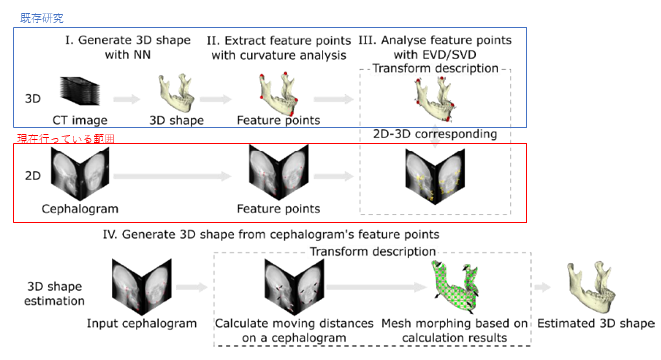 既存研究
I. Generate 3D shape
with NN
II. Extract feature points
with curvature analysis
III. Analyse feature points
with EVD/SVD
Transform description
3D
CT image
3D shape
Feature points
2D-3D corresponding
現在行っている範囲
2D
Cephalogram
Feature points
IV. Generate 3D shape from cephalogram's feature points
Transform description
3D shape
estimation
Input cephalogram
Calculate moving distances
on a cephalogram
Mesh morphing based on
calculation results
Estimated 3D shape